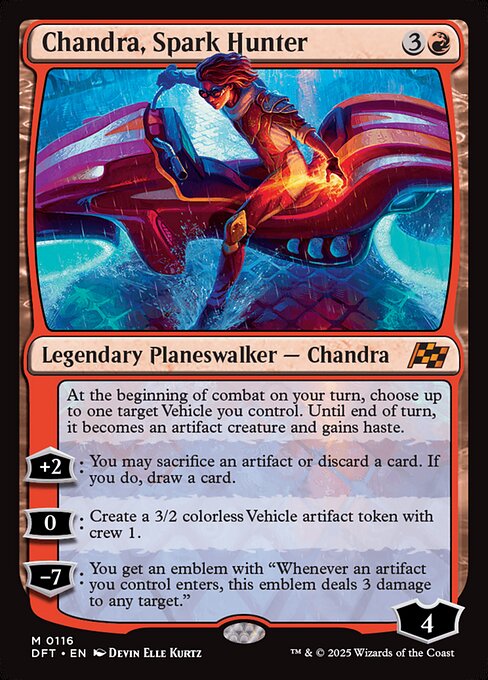 Chandra, Spark Hunter 3
Legendary Planeswalker — Chandra
At the beginning of combat on your turn, choose up
to one target Vehicle you control. Until end of turn,
it becomes an artifact creature and gains haste.
+2: You may sacrifice an artifact or discard a card. If
you do, draw a card.
0: Create a 3/2 colorless Vehicle artifact token with
crew 1.
−7: You get an emblem with “Whenever an artifact
you control enters, this emblem deals 3 damage
to any target.”
4
M 0116
DFT • EN DEVIN ELLE KURTZ
™ & © 2025 Wizards of the Coast